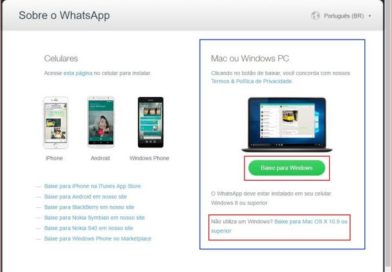 Sobre o WhatsApp
Português (BR)
Celulares
Acesse esta página no celular para instalar
iPhone
Android
Windows Phone
Baixe para iPhone na iTunes App Store
Baixe para Android em nosso site
Baixe para BlackBerry em nosso site
Baixe para Nokia Symbian em nosso site
Baixe para Nokia S40 em nosso site
Baixe para Windows Phone no Marketplace
Mac ou Windows PC
Clicando no botão de baixar, você concorda com nossos
Termos & Política de Privacidade.
Baixe para Windows
O WhatsApp deve estar instalado em seu celular
Windows 8 ou superior
Não utiliza um Windows? Baixe para Mac OS X 10.9 ou
superior